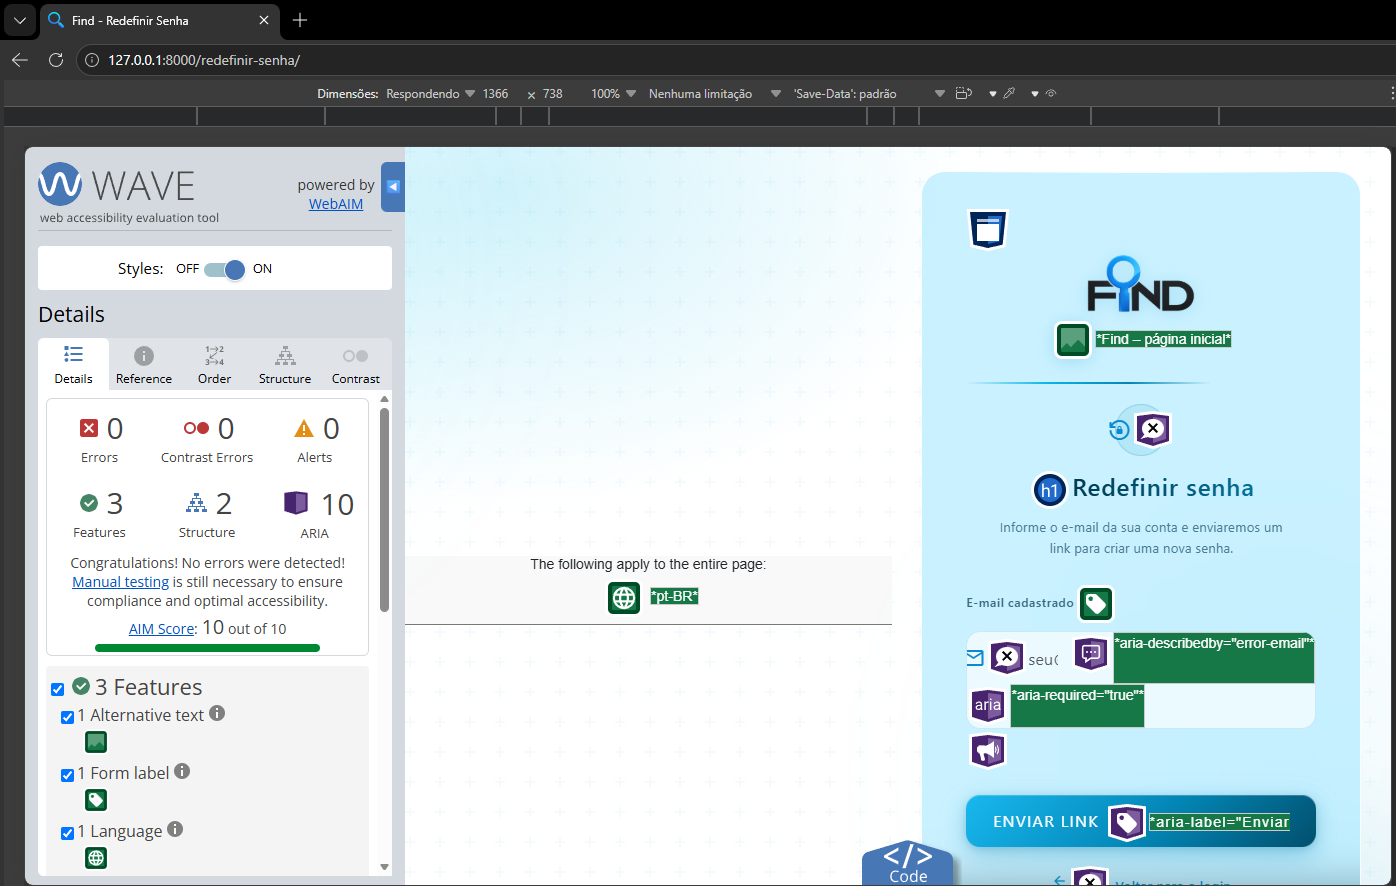 Find - Redefinir Senha
127.0.0.1:8000/redefinir-senha/
Dimensões: Respondendo 1366 × 738 100% Nenhuma limitação 'Save-Data': padrão
WAVE
web accessibility evaluation tool
powered by
WebAIM
Styles: OFF ON
Details
Details Reference Order Structure Contrast
0 0 0
Errors Contrast Errors Alerts
3 2 10
Features Structure ARIA
Congratulations! No errors were detected!
Manual testing is still necessary to ensure
compliance and optimal accessibility.
AIM Score: 10 out of 10
3 Features
1 Alternative text
1 Form label
1 Language
The following apply to the entire page:
*pt-BR*
</> Code
FIND
*Find – página inicial*
h1 Redefinir senha
Informe o e-mail da sua conta e enviaremos um
link para criar uma nova senha.
E-mail cadastrado
*aria-describedby="error-email"*
aria *aria-required="true"*
ENVIAR LINK *aria-label="Enviar
Voltar para o login